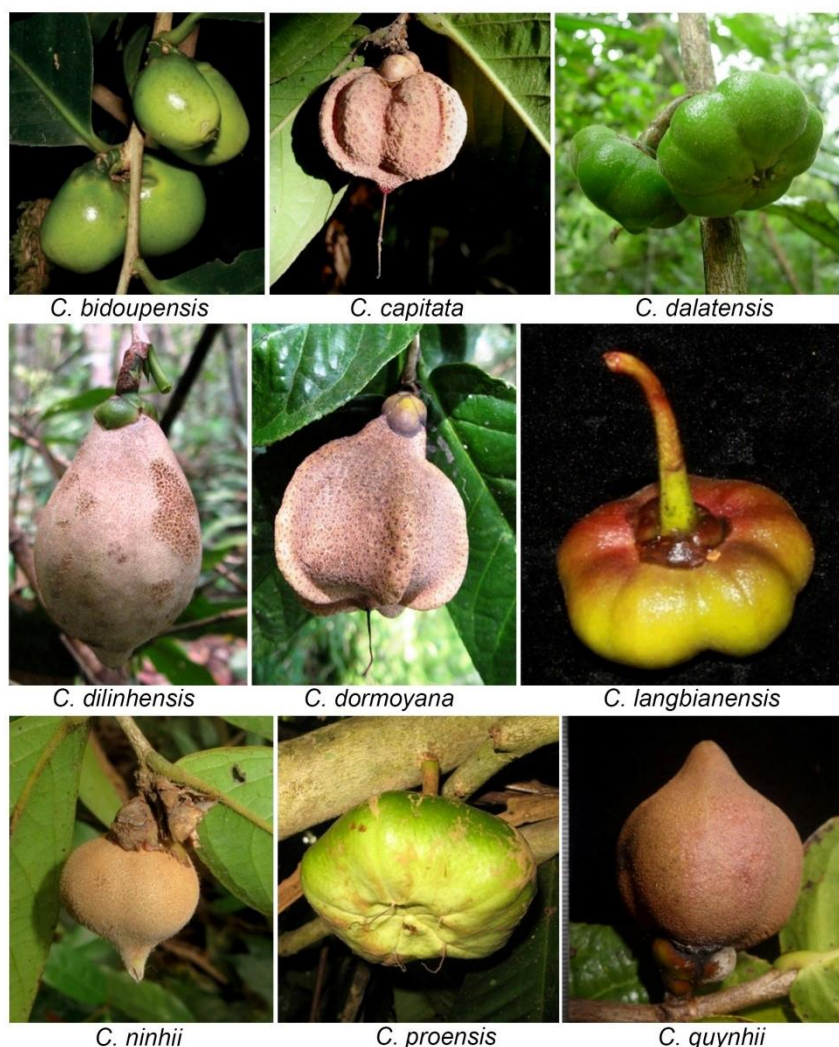 C. bidoupensis
C. capitata
C. dalatensis
C. dilinhensis
C. dormoyana
C. langbianensis
C. ninhii
C. proensis
C. quynhii